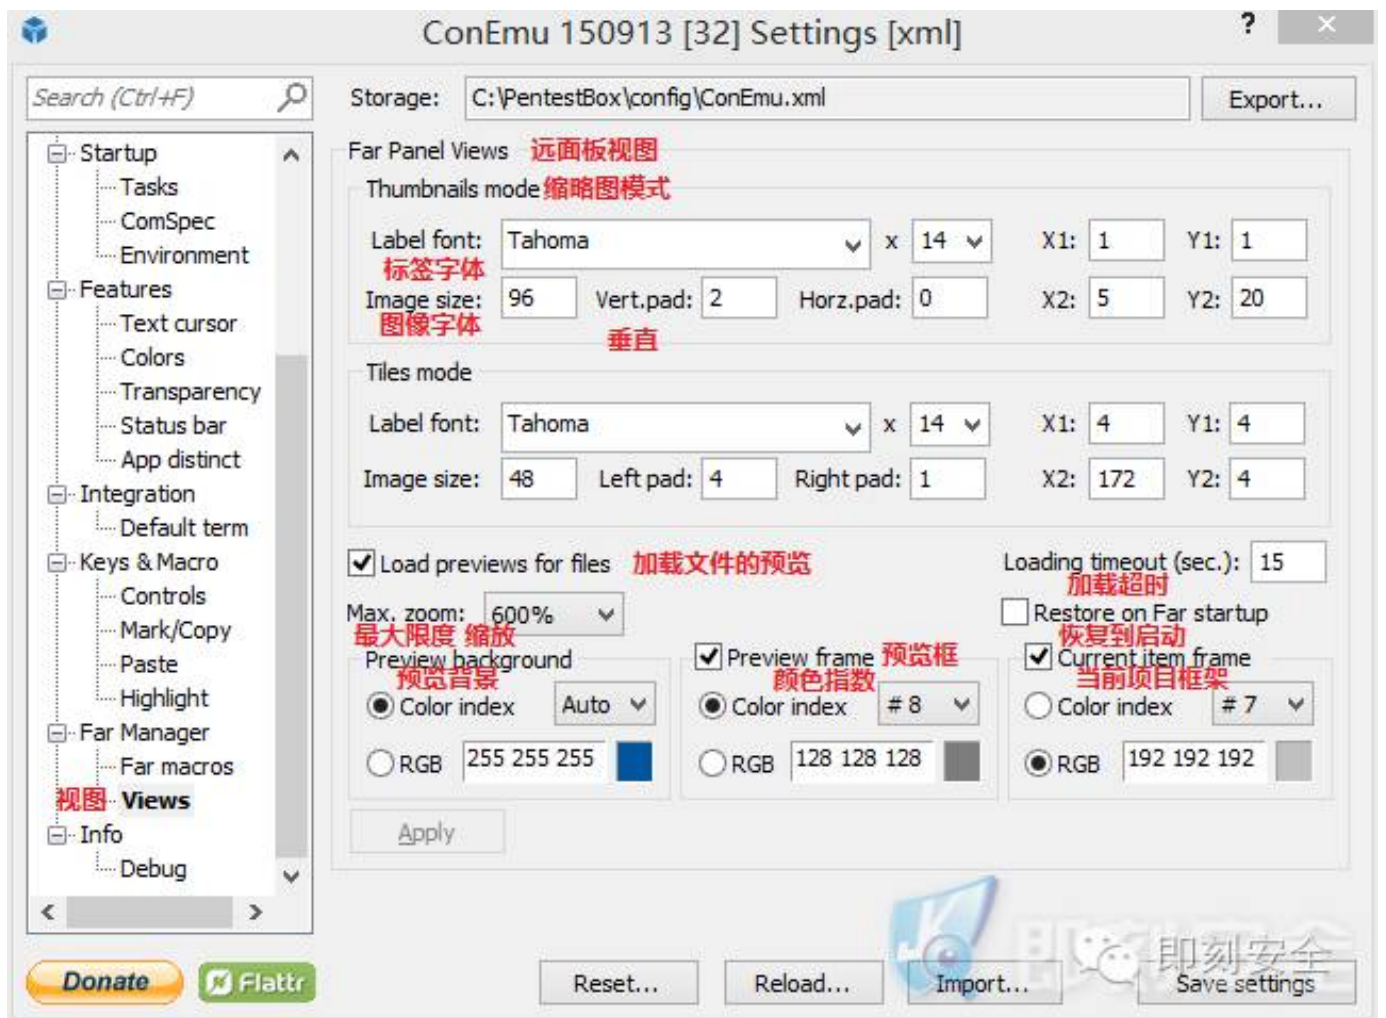 ConEmu 150913 [32] Settings [xml]
?
Search (Ctrl+F)
Storage: C:\PentestBox\config\ConEmu.xml Export...
Startup
Tasks
ComSpec
Environment
Features
Text cursor
Colors
Transparency
Status bar
App distinct
Integration
Default term
Keys & Macro
Controls
Mark/Copy
Paste
Highlight
Far Manager
Far macros
视图 Views
Info
Debug
Far Panel Views 远面板视图
Thumbnails mode 缩略图模式
Label font: Tahoma x 14 X1: 1 Y1: 1
标签字体
Image size: 96 Vert.pad: 2 Horz.pad: 0 X2: 5 Y2: 20
图像字体 垂直
Tiles mode
Label font: Tahoma x 14 X1: 4 Y1: 4
Image size: 48 Left pad: 4 Right pad: 1 X2: 172 Y2: 4
Load previews for files 加载文件的预览 Loading timeout (sec.): 15
加载超时
Max. zoom: 600% Restore on Far startup
最大限度 缩放 恢复到启动
Preview background Preview frame 预览框 Current item frame
预览背景 颜色指数 当前项目框架
Color index Auto Color index # 8 Color index # 7
RGB 255 255 255 RGB 128 128 128 RGB 192 192 192
Apply
即刻安全
即刻安全
Donate Flattr Reset... Reload... Import... Save settings